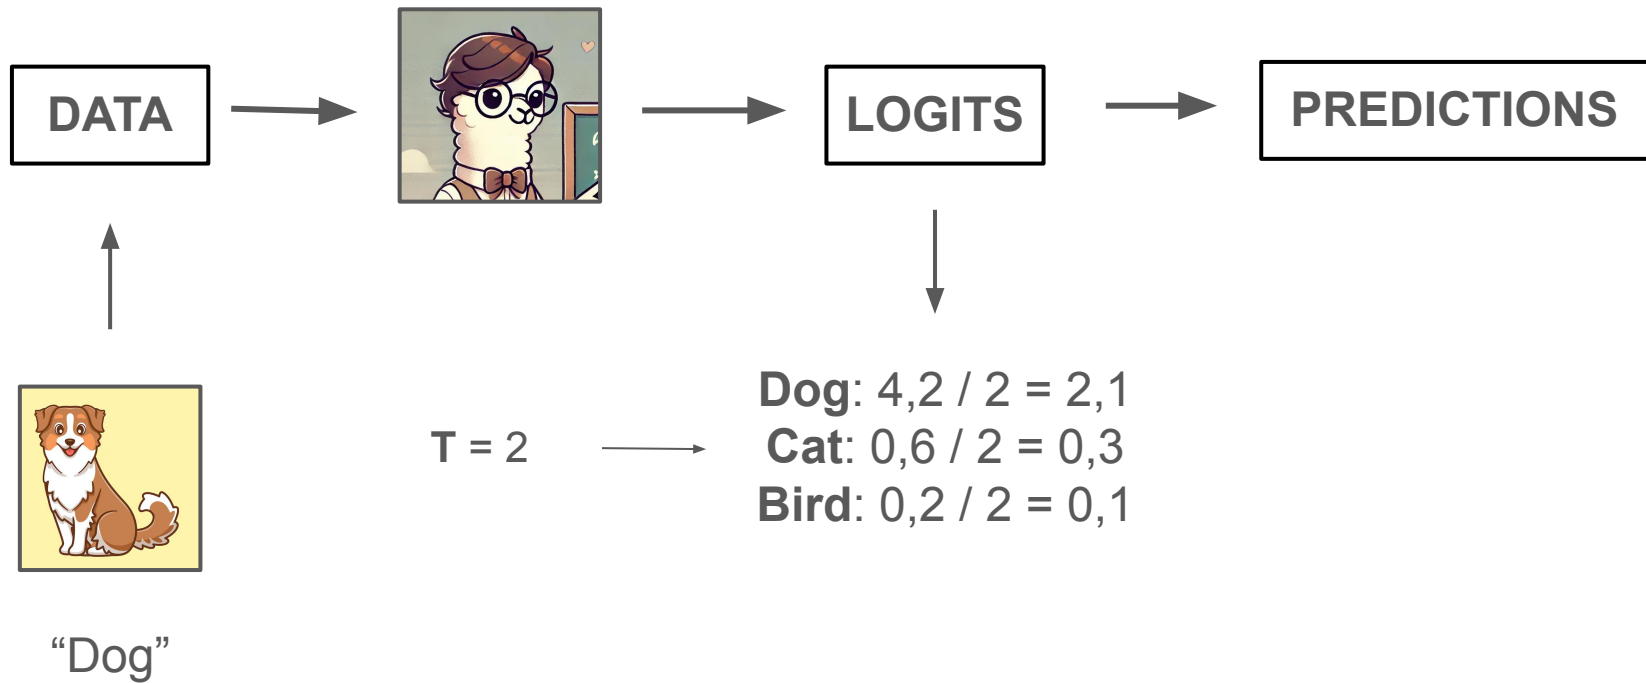 DATA
LOGITS
PREDICTIONS
Dog: 4,2 / 2 = 2,1
T = 2
Cat: 0,6 / 2 = 0,3
Bird: 0,2 / 2 = 0,1
“Dog”